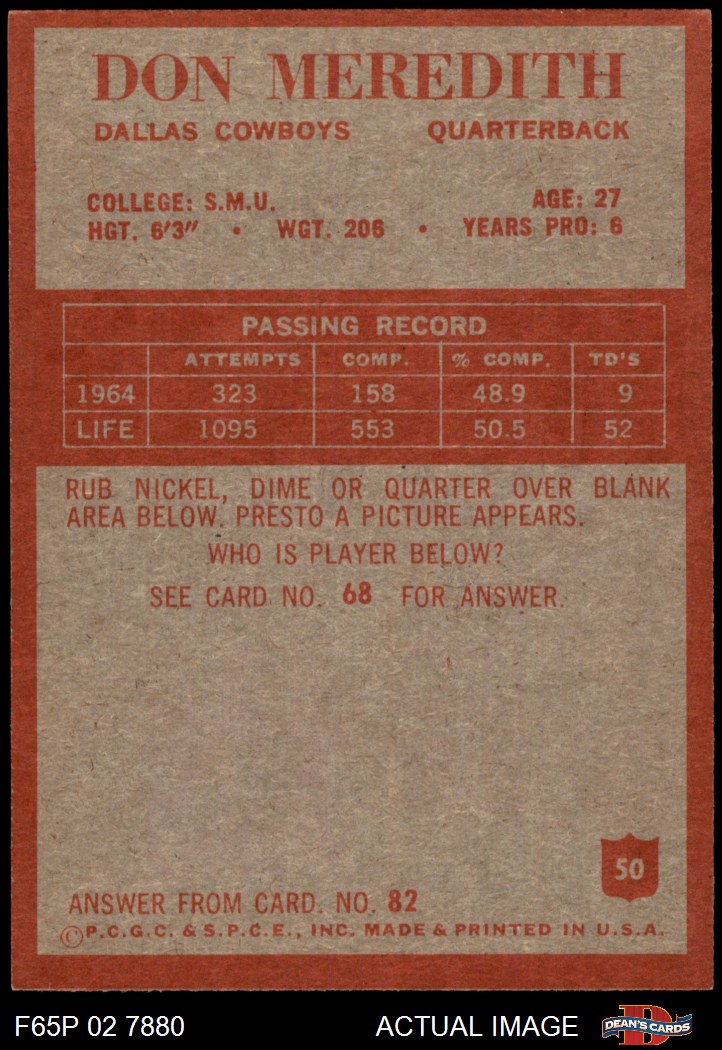 DON MEREDITH
DALLAS COWBOYS QUARTERBACK
COLLEGE: S.M.U. AGE: 27
HGT. 6'3" • WGT. 206 • YEARS PRO: 6
PASSING RECORD
ATTEMPTS COMP. % COMP. TD'S
1964 323 158 48.9 9
LIFE 1095 553 50.5 52
RUB NICKEL, DIME OR QUARTER OVER BLANK
AREA BELOW. PRESTO A PICTURE APPEARS.
WHO IS PLAYER BELOW?
SEE CARD NO. 68 FOR ANSWER.
50
ANSWER FROM CARD. NO. 82
©P.C.G.C. & S.P.C.E., INC. MADE & PRINTED IN U.S.A.
F65P 02 7880 ACTUAL IMAGE D DEAN'S CARDS